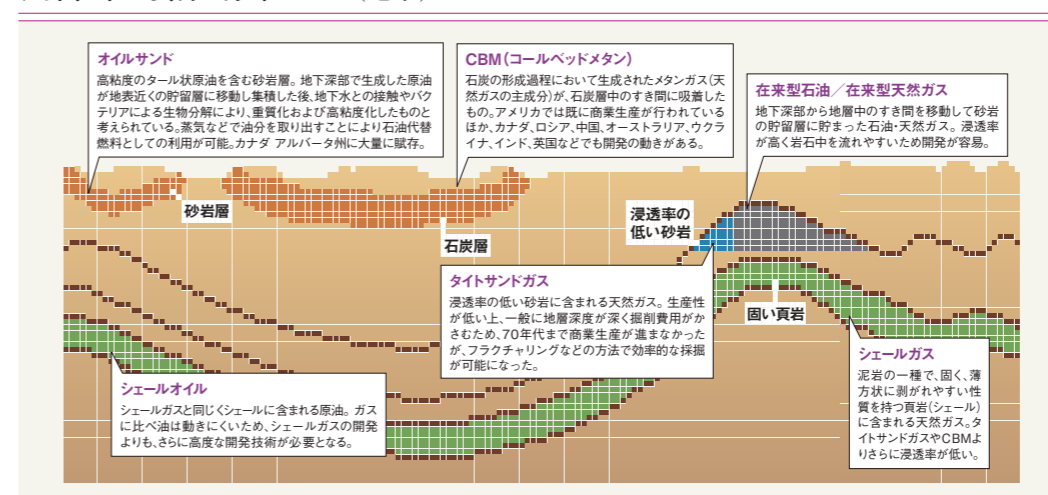 オイルサンド
高粘度のタール状原油を含む砂岩層。地下深部で生成した原油
が地表近くの貯留層に移動し集積した後、地下水との接触やバク
テリアによる生物分解により、重質化および高粘度化したものと
考えられている。蒸気などで油分を取り出すことにより石油代替
燃料としての利用が可能。カナダ アルバータ州に大量に賦存。
CBM(コールベッドメタン)
石炭の形成過程において生成されたメタンガス(天
然ガスの主成分)が、石炭層中のすき間に吸着した
もの。アメリカでは既に商業生産が行われている
ほか、カナダ、ロシア、中国、オーストラリア、ウクラ
イナ、インド、英国などでも開発の動きがある。
在来型石油/在来型天然ガス
地下深部から地層中のすき間を移動して砂岩
の貯留層に貯まった石油・天然ガス。浸透率
が高く岩石中を流れやすいため開発が容易。
砂岩層
石炭層
浸透率の
低い砂岩
タイトサンドガス
浸透率の低い砂岩に含まれる天然ガス。生産性
が低い上、一般に地層深度が深く掘削費用がか
さむため、70年代まで商業生産が進まなかった
が、フラクチャリングなどの方法で効率的な採掘
が可能になった。
固い頁岩
シェールオイル
シェールガスと同じくシェールに含まれる原油。ガス
に比べ油は動きにくいため、シェールガスの開発
よりも、さらに高度な開発技術が必要となる。
シェールガス
泥岩の一種で、固く、薄
方状に剥がれやすい性
質を持つ頁岩(シェール)
に含まれる天然ガス。タ
イトサンドガスやCBMよ
りさらに浸透率が低い。